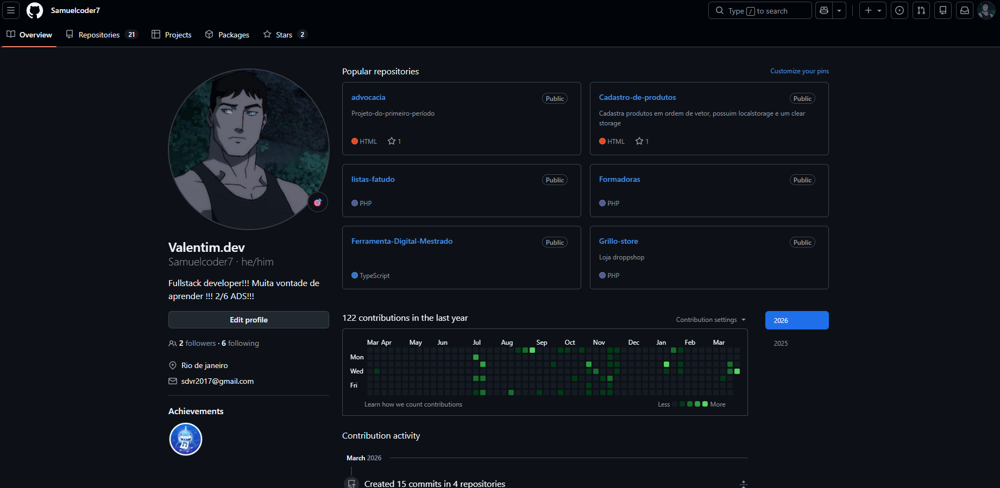 Samuelcoder7
Type / to search
Overview
Repositories 21
Projects
Packages
Stars 2
Valentim.dev
Samuelcoder7 · he/him
Fullstack developer!!! Muita vontade de
aprender !!! 2/6 ADS!!!
Edit profile
2 followers · 6 following
Rio de janeiro
sdvr2017@gmail.com
Achievements
Popular repositories
Customize your pins
advocacia
Public
Projeto-do-primeiro-período
HTML
1
Cadastro-de-produtos
Public
Cadastra produtos em ordem de vetor, possuim localstorage e um clear
storage
HTML
1
listas-fatudo
Public
PHP
Formadoras
Public
PHP
Ferramenta-Digital-Mestrado
Public
TypeScript
Grillo-store
Public
Loja droppshop
PHP
122 contributions in the last year
Contribution settings
2026
2025
Mar Apr May Jun Jul Aug Sep Oct Nov Dec Jan Feb Mar
Mon
Wed
Fri
Learn how we count contributions
Less
More
Contribution activity
March 2026
Created 15 commits in 4 repositories